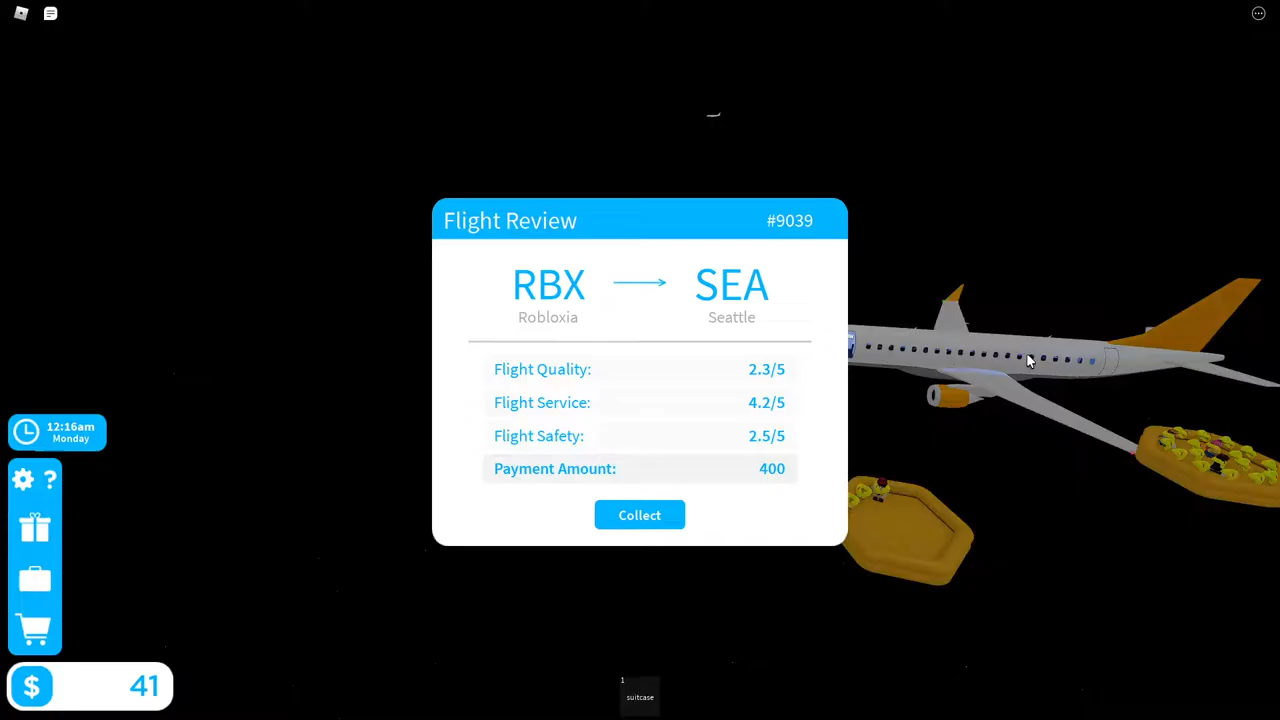 Flight Review #9039
RBX SEA
Robloxia Seattle
Flight Quality: 2.3/5
Flight Service: 4.2/5
Flight Safety: 2.5/5
Payment Amount: 400
Collect
12:16am
Monday
?
$ 41
1
suitcase